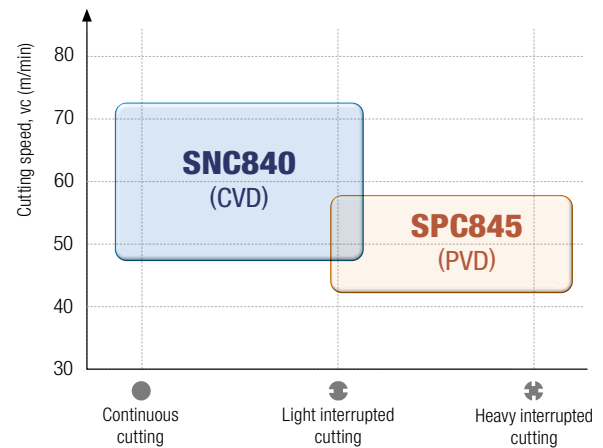 Cutting speed, vc (m/min)
80
70
60
50
40
30
SNC840
(CVD)
SPC845
(PVD)
Continuous
cutting
Light interrupted
cutting
Heavy interrupted
cutting